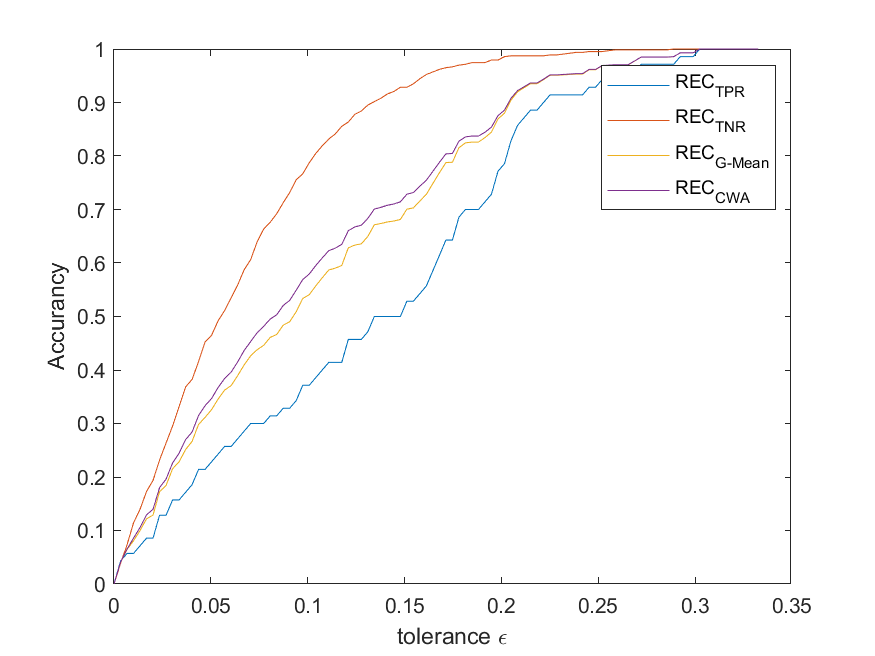 1
0.9
0.8
0.7
0.6
0.5
0.4
0.3
0.2
0.1
0
Accurancy
REC_TPR
REC_TNR
REC_G-Mean
REC_CWA
0 0.05 0.1 0.15 0.2 0.25 0.3 0.35
tolerance ϵ